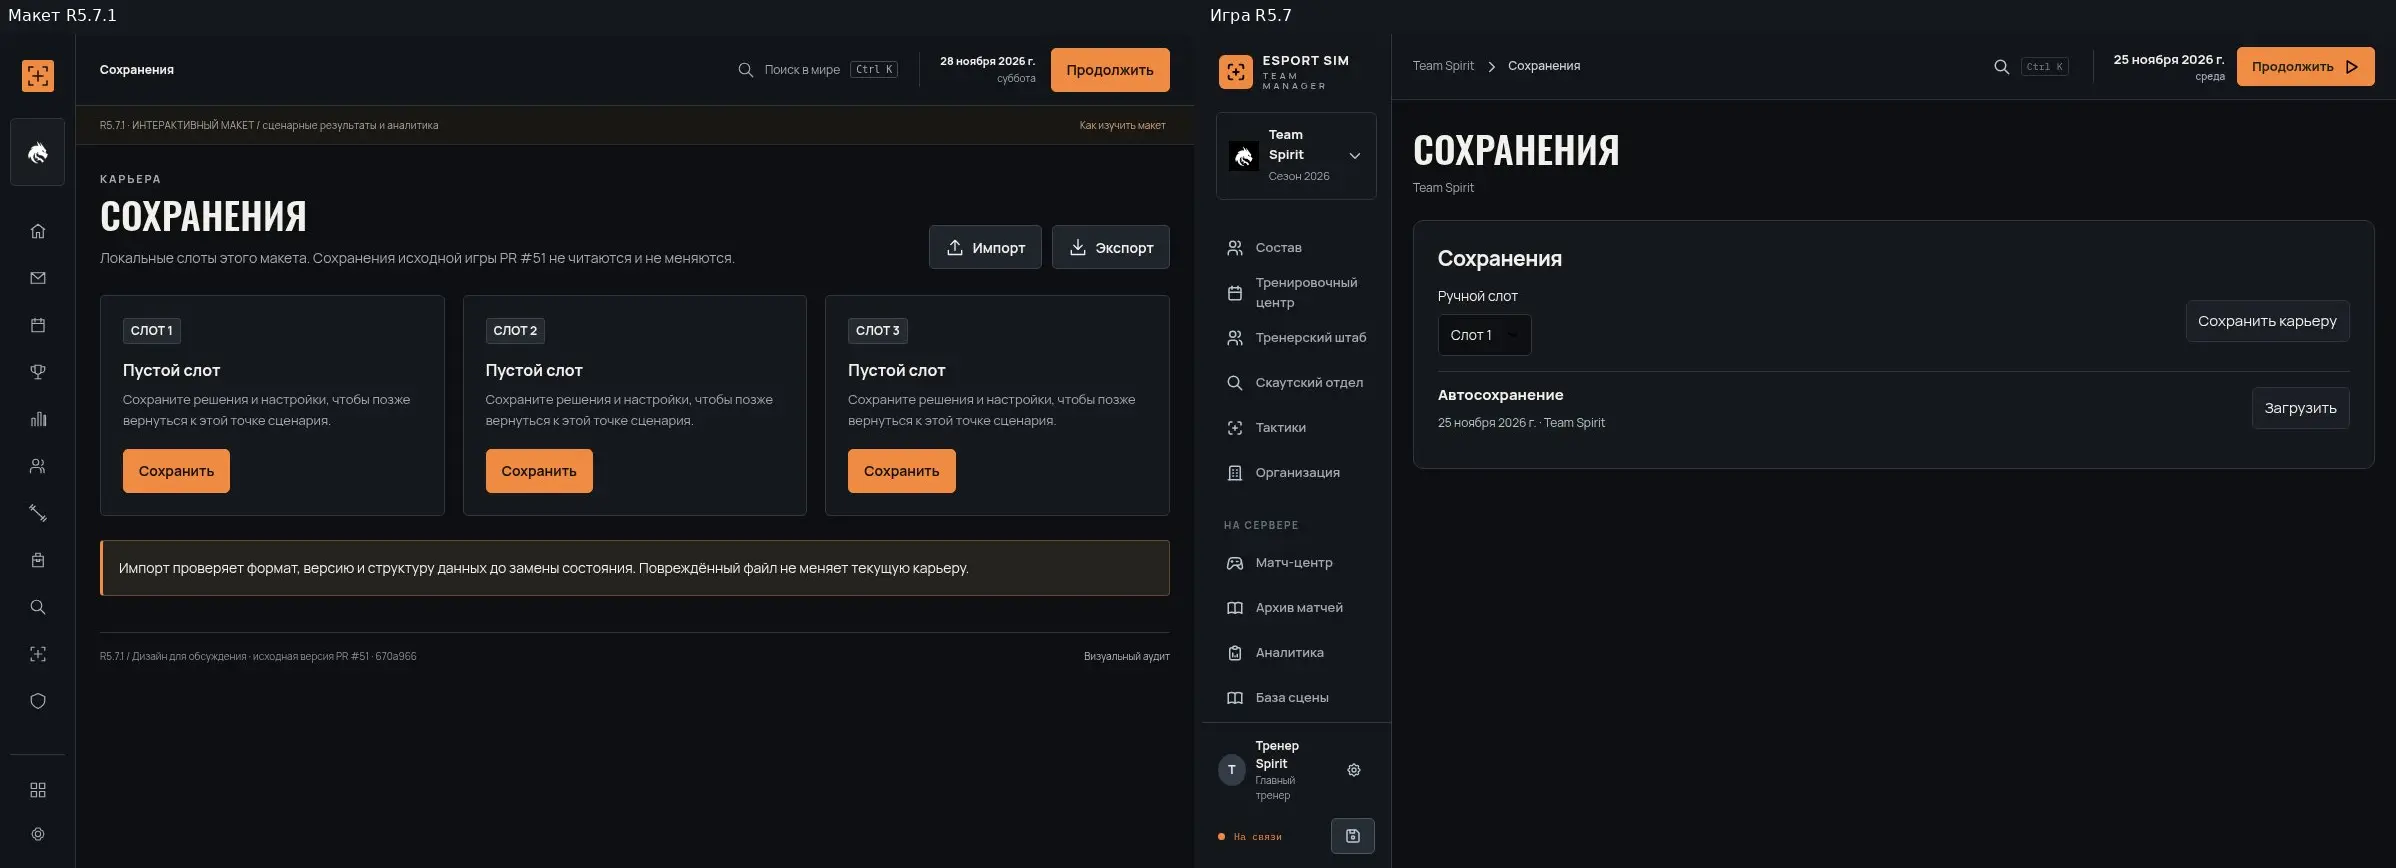 Макет R5.7.1
Сохранения
Поиск в мире
Ctrl K
28 ноября 2026 г.
суббота
Продолжить
R5.7.1 · ИНТЕРАКТИВНЫЙ МАКЕТ / сценарные результаты и аналитика
Как изучить макет
КАРЬЕРА
СОХРАНЕНИЯ
Локальные слоты этого макета. Сохранения исходной игры PR #51 не читаются и не меняются.
Импорт
Экспорт
СЛОТ 1
Пустой слот
Сохраните решения и настройки, чтобы позже
вернуться к этой точке сценария.
Сохранить
СЛОТ 2
Пустой слот
Сохраните решения и настройки, чтобы позже
вернуться к этой точке сценария.
Сохранить
СЛОТ 3
Пустой слот
Сохраните решения и настройки, чтобы позже
вернуться к этой точке сценария.
Сохранить
Импорт проверяет формат, версию и структуру данных до замены состояния. Повреждённый файл не меняет текущую карьеру.
R5.7.1 / Дизайн для обсуждения · исходная версия PR #51 · 670a966
Визуальный аудит
Игра R5.7
ESPORT SIM
TEAM
MANAGER
Team
Spirit
Сезон 2026
Состав
Тренировочный
центр
Тренерский штаб
Скаутский отдел
Тактики
Организация
НА СЕРВЕРЕ
Матч-центр
Архив матчей
Аналитика
База сцены
Т
Тренер
Spirit
Главный
тренер
На связи
Team Spirit
Сохранения
Ctrl K
25 ноября 2026 г.
среда
Продолжить
СОХРАНЕНИЯ
Team Spirit
Сохранения
Ручной слот
Слот 1
Сохранить карьеру
Автосохранение
25 ноября 2026 г. · Team Spirit
Загрузить